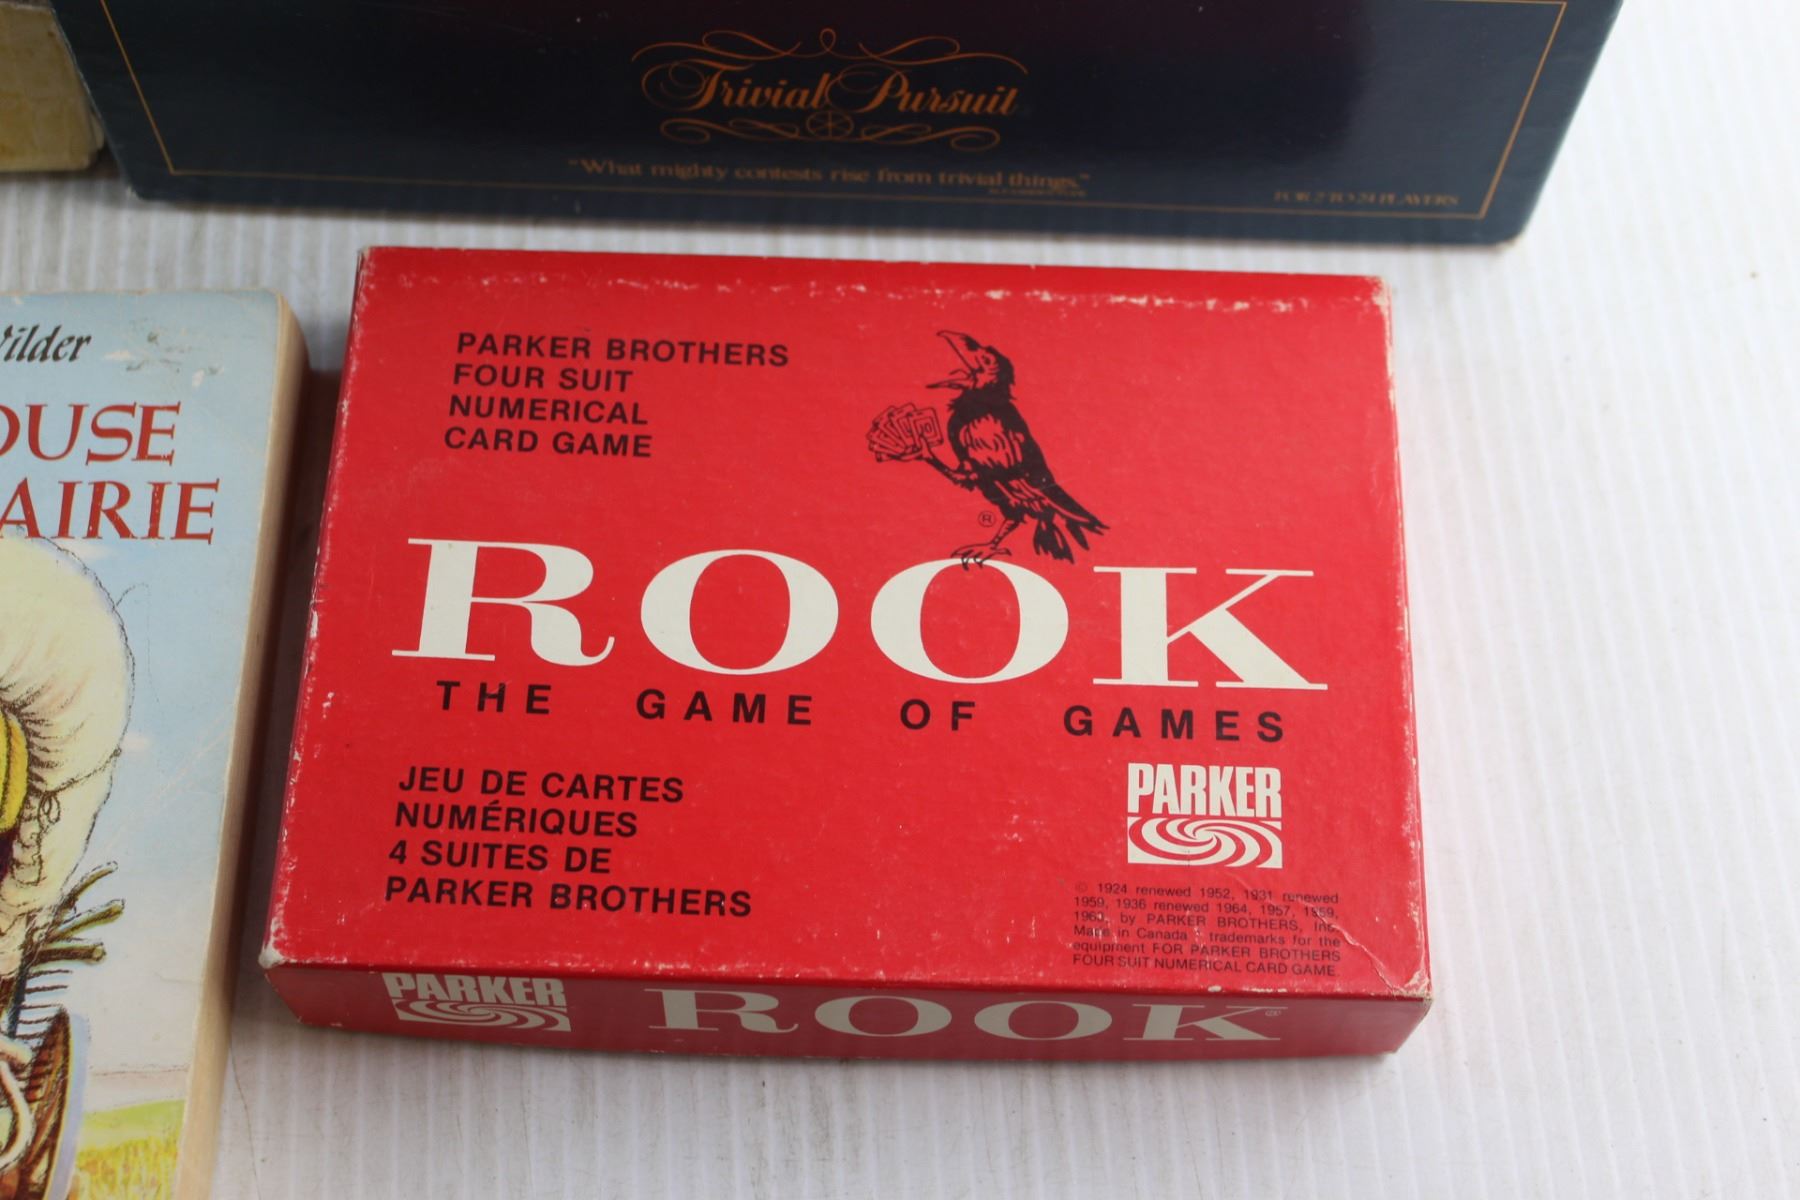 Trivial Pursuit
"What mighty contests rise from trivial things."
FOR 2 TO 24 PLAYERS
Wilder
OUSE
AIRIE
PARKER BROTHERS
FOUR SUIT
NUMERICAL
CARD GAME
®
ROOK
THE GAME OF GAMES
JEU DE CARTES
NUMÉRIQUES
4 SUITES DE
PARKER BROTHERS
PARKER
© 1924 renewed 1952, 1931 renewed
1959, 1936 renewed 1964, 1957, 1959,
1963, by PARKER BROTHERS, Inc.
Made in Canada trademarks for the
equipment FOR PARKER BROTHERS
FOUR SUIT NUMERICAL CARD GAME.
PARKER ROOK®